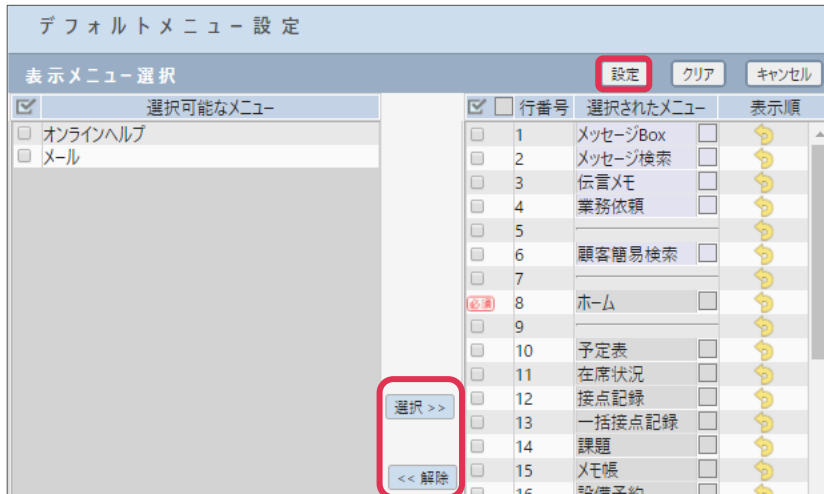 デフォルトメニュー設定
表示メニュー選択
設定 クリア キャンセル
選択可能なメニュー
オンラインヘルプ
メール
選択 >>
<< 解除
行番号 選択されたメニュー 表示順
1 メッセージBox
2 メッセージ検索
3 伝言メモ
4 業務依頼
5
6 顧客簡易検索
7
必須 8 ホーム
9
10 予定表
11 在席状況
12 接点記録
13 一括接点記録
14 課題
15 メモ帳
16 設備予約